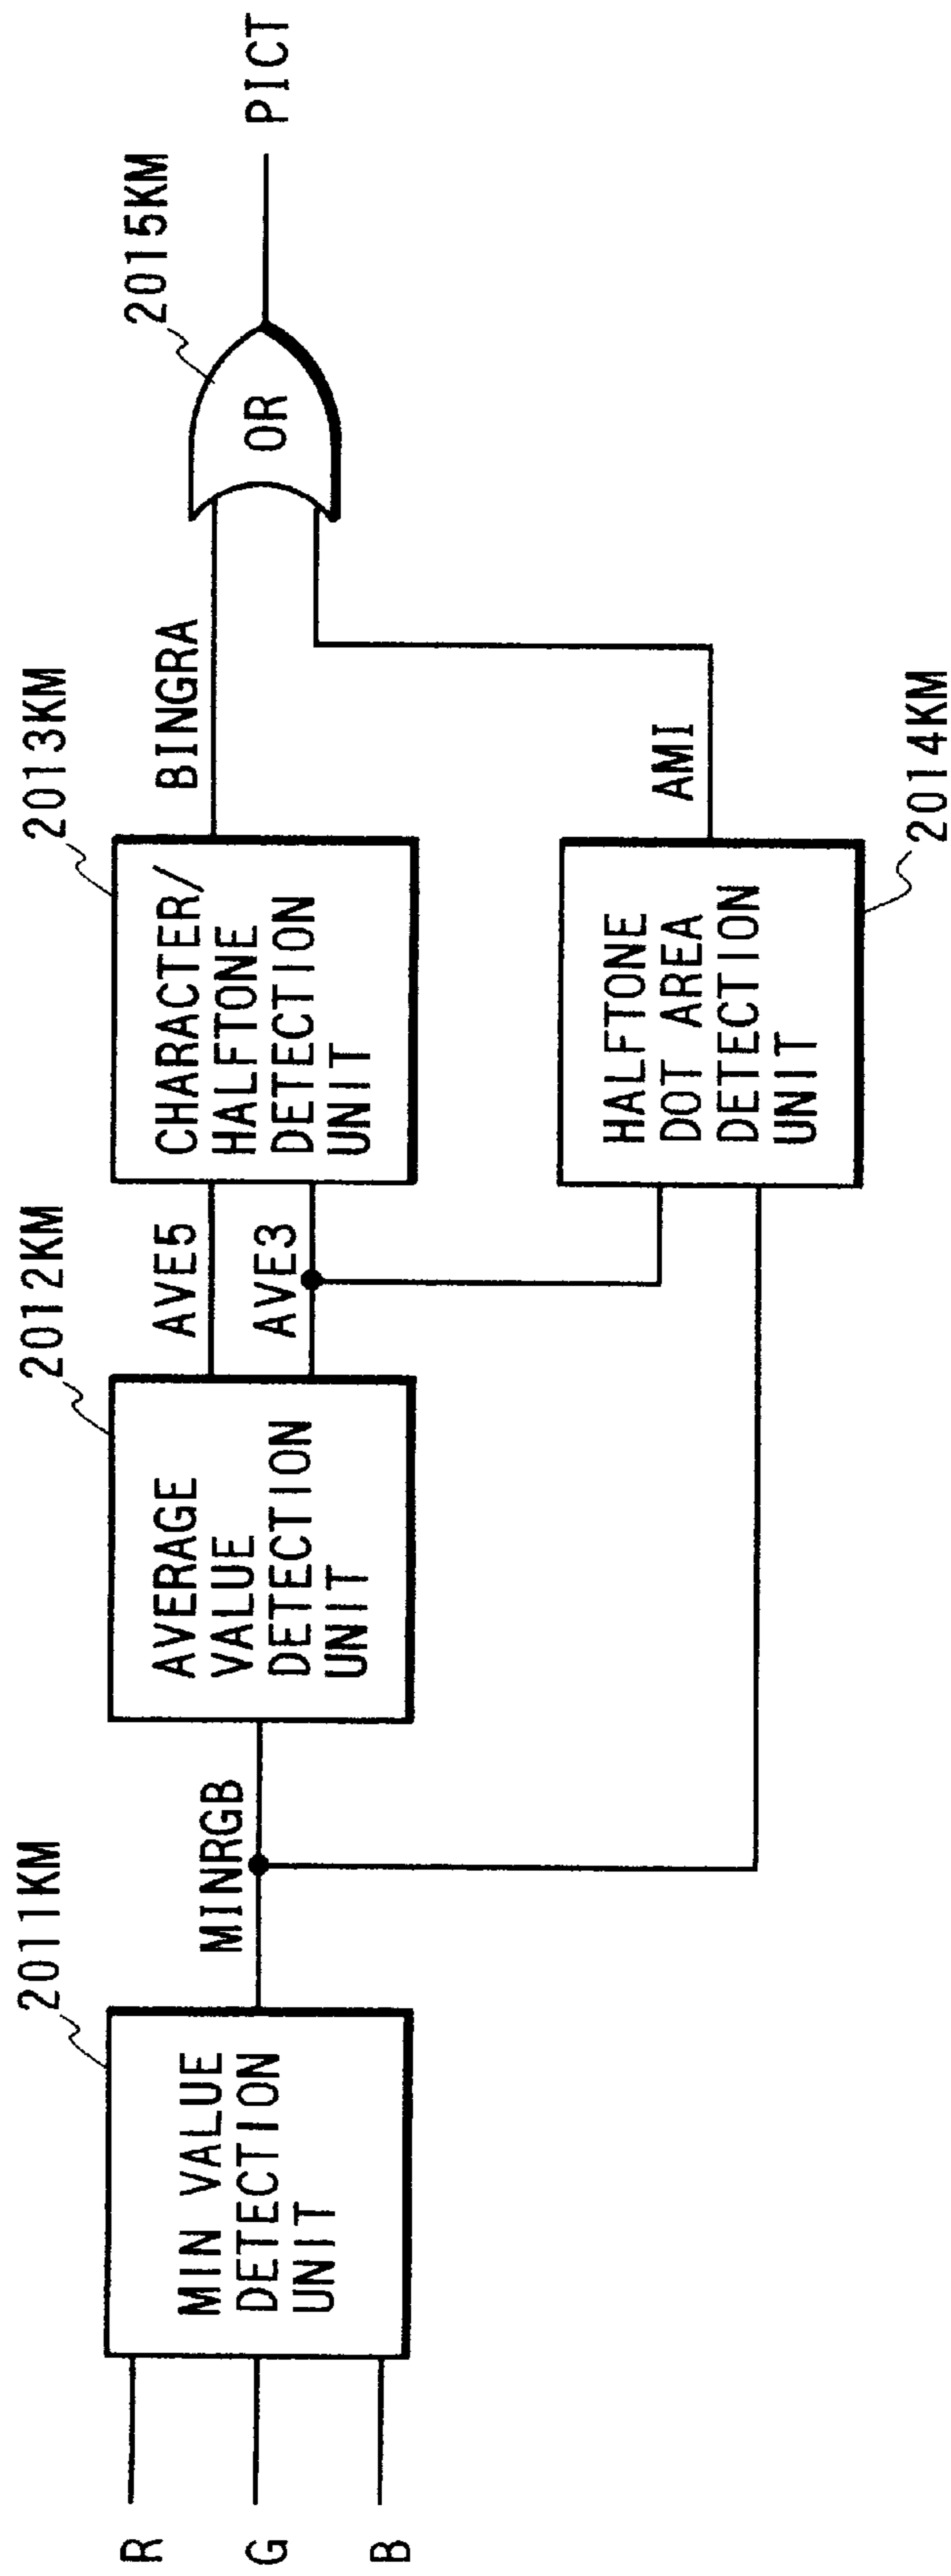 R
G
B
2011KM
MIN VALUE
DETECTION
UNIT
MINRGB
2012KM
AVERAGE
VALUE
DETECTION
UNIT
AVE5
AVE3
2013KM
CHARACTER/
HALFTONE
DETECTION
UNIT
BINGRA
HALFTONE
DOT AREA
DETECTION
UNIT
2014KM
AMI
OR
2015KM
PICT